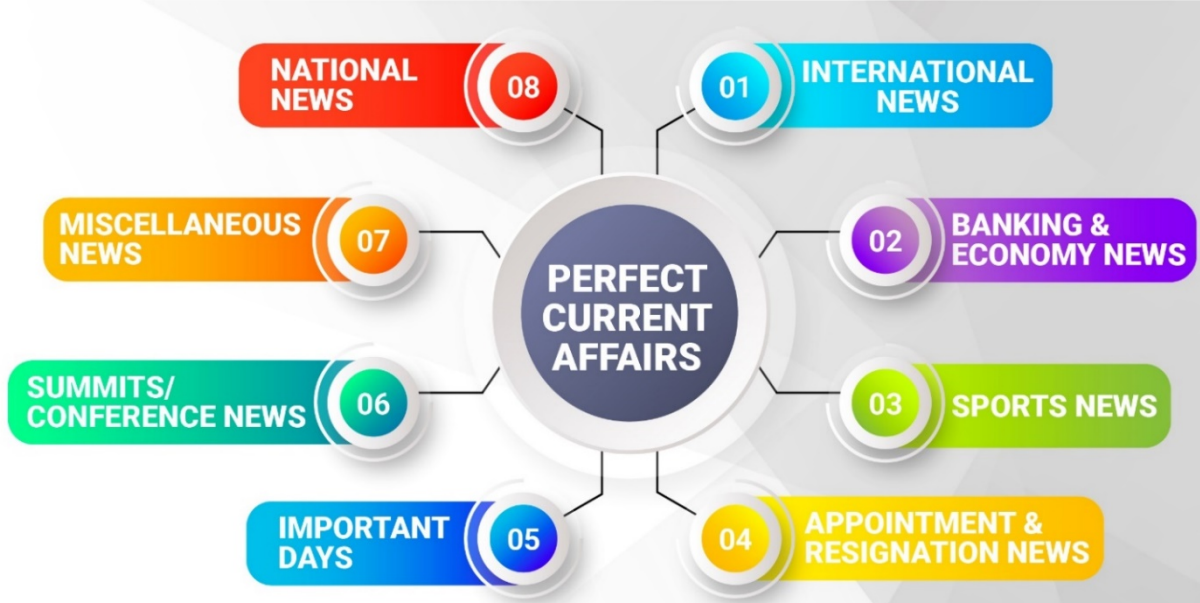 PERFECT
CURRENT
AFFAIRS
01
INTERNATIONAL
NEWS
02
BANKING &
ECONOMY NEWS
03
SPORTS NEWS
04
APPOINTMENT &
RESIGNATION NEWS
05
IMPORTANT
DAYS
06
SUMMITS/
CONFERENCE NEWS
07
MISCELLANEOUS
NEWS
08
NATIONAL
NEWS